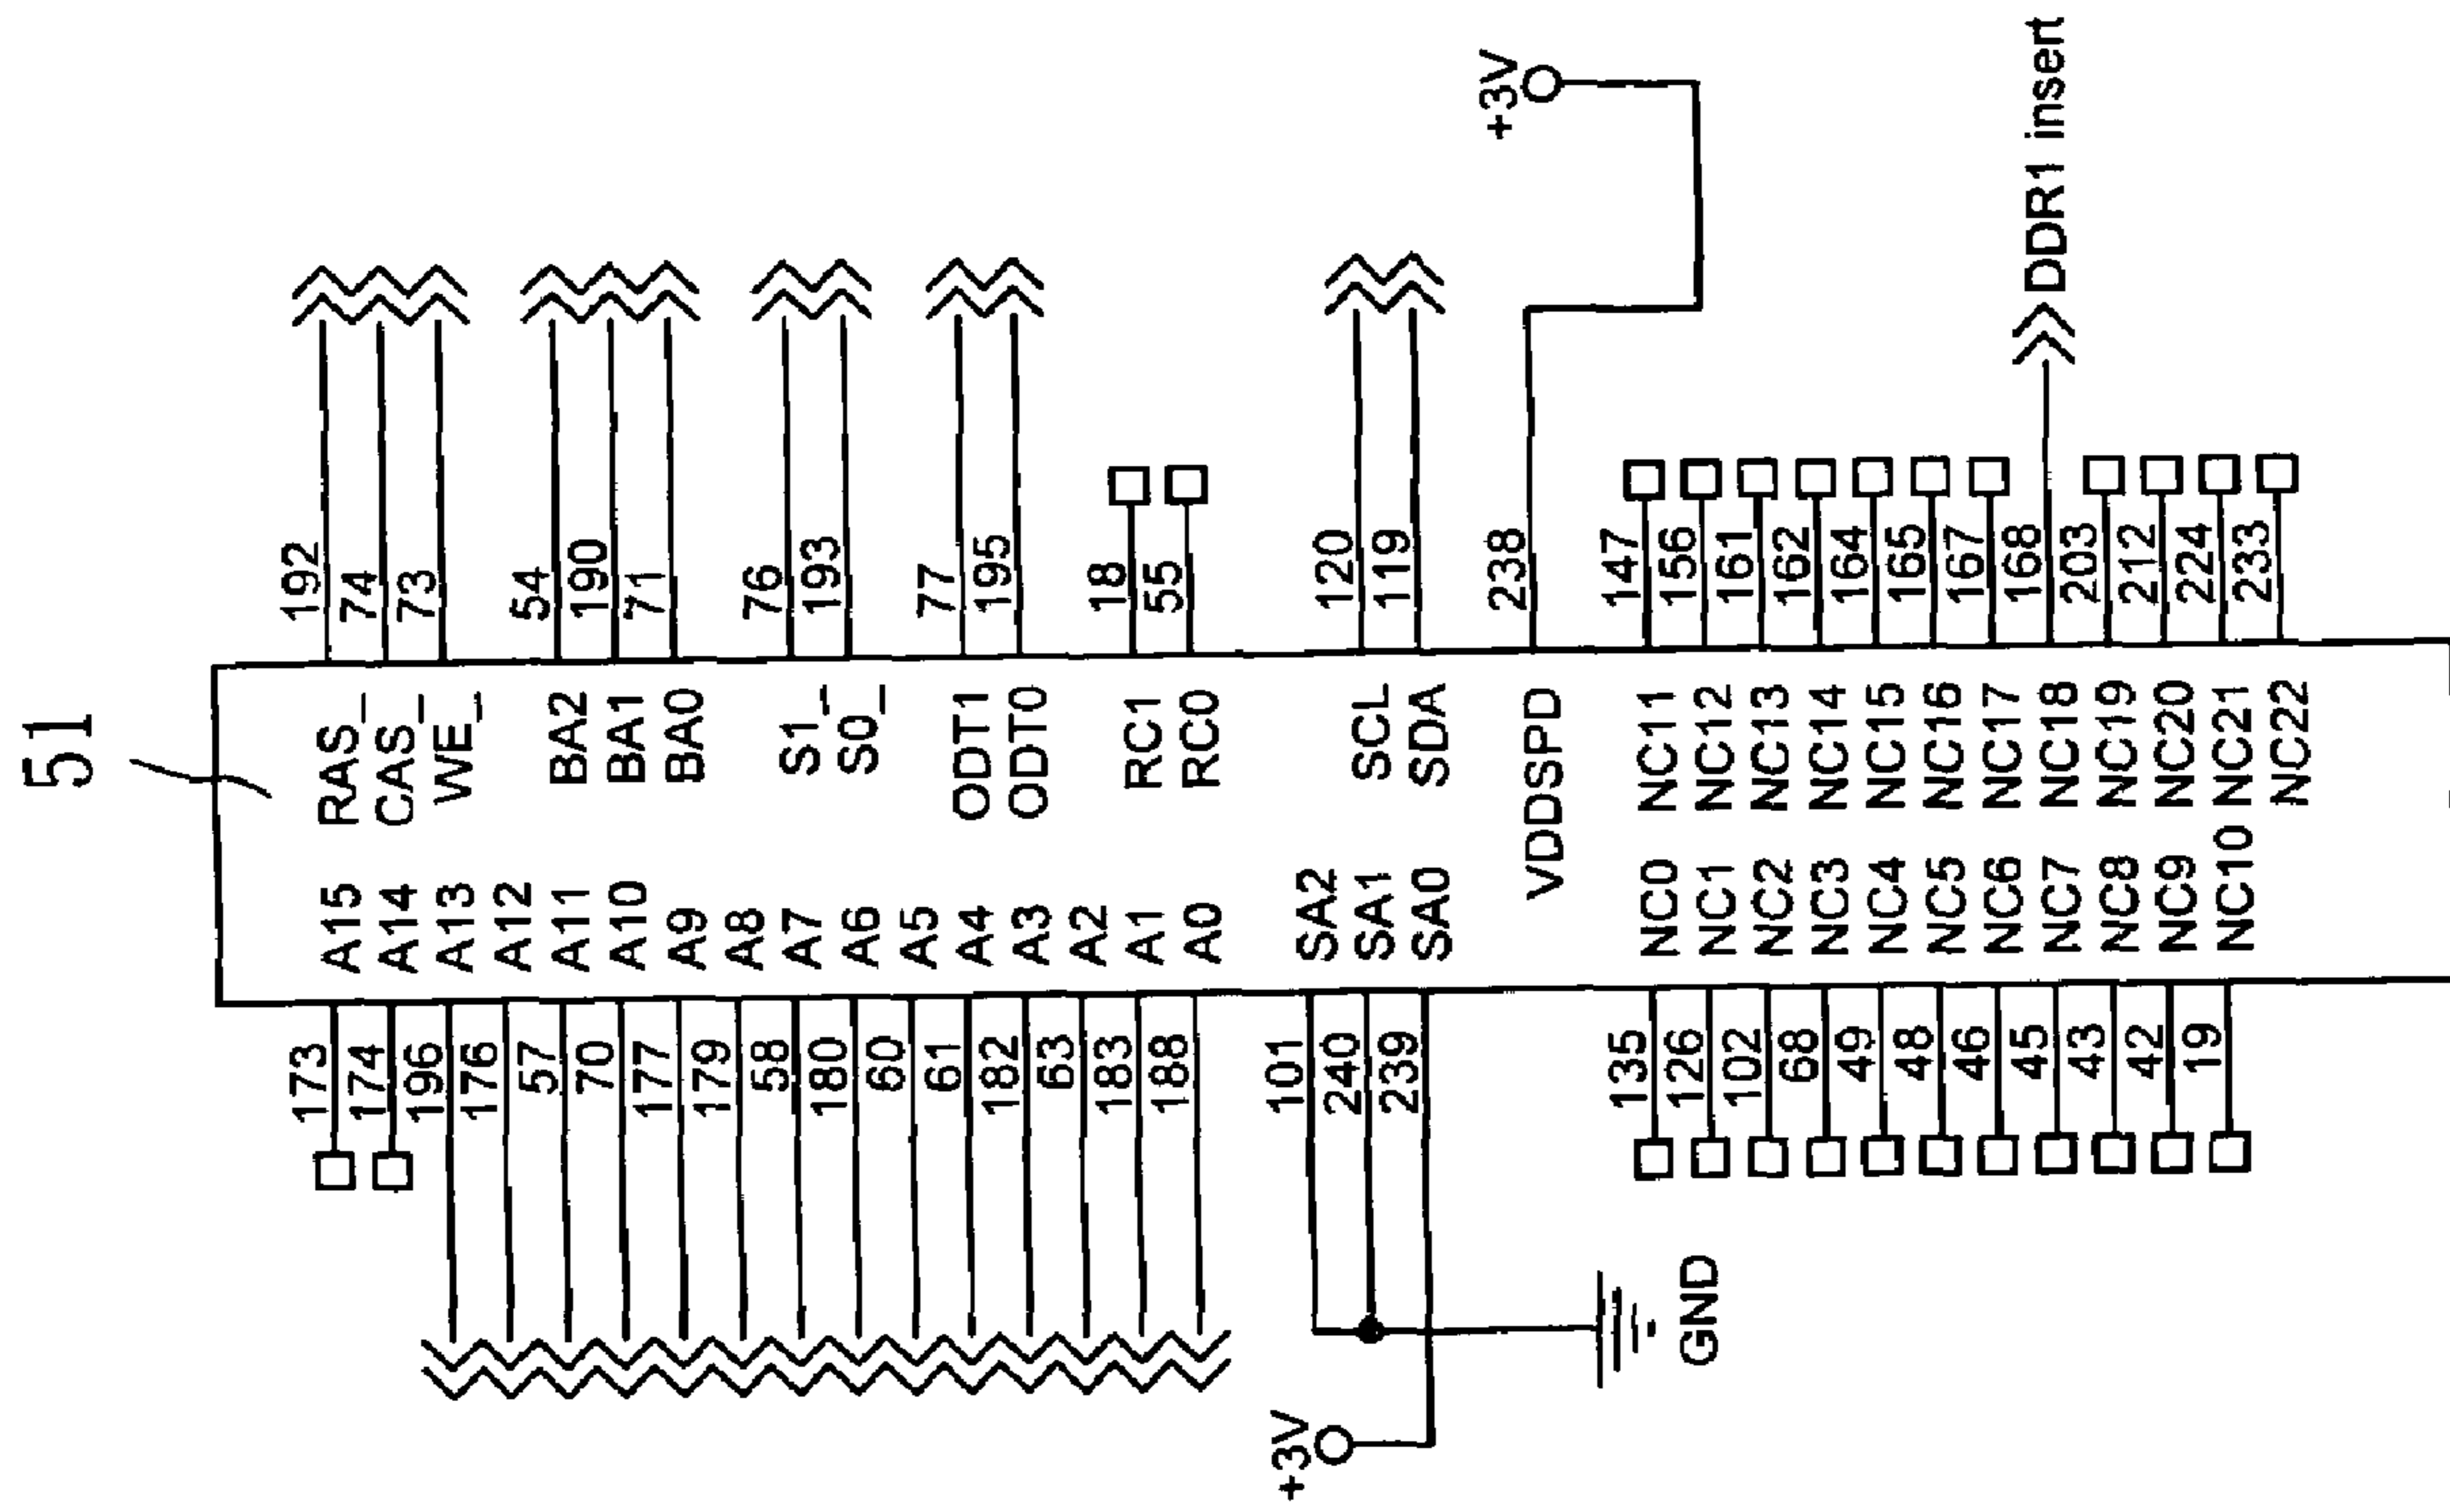 51
173 A15 RAS_ 192
174 A14 CAS_ 74
196 A13 WE_ 73
176 A12
57 A11 BA2 54
70 A10 BA1 190
177 A9 BA0 71
179 A8
58 A7 S1_ 76
180 A6 S0_ 193
60 A5
61 A4 ODT1 77
182 A3 ODT0 195
63 A2
183 A1 RC1 18
188 A0 RC0 55
+3V
101 SA2
240 SA1 SCL 120
239 SA0 SDA 119
+3V
VDDSPD 238
135 NC0 NC11 147
GND
126 NC1 NC12 156
102 NC2 NC13 161
68 NC3 NC14 162
49 NC4 NC15 164
48 NC5 NC16 165
46 NC6 NC17 167
45 NC7 NC18 168 DDR1 insert
43 NC8 NC19 203
42 NC9 NC20 212
19 NC10 NC21 224
NC22 233